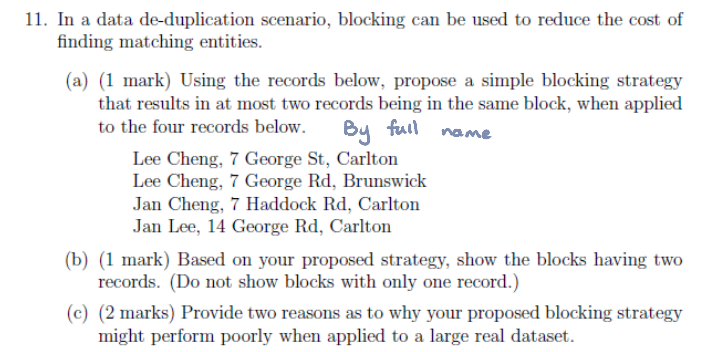 11. In a data de-duplication scenario, blocking can be used to reduce the cost of
finding matching entities.
(a) (1 mark) Using the records below, propose a simple blocking strategy
that results in at most two records being in the same block, when applied
to the four records below. By full name
Lee Cheng, 7 George St, Carlton
Lee Cheng, 7 George Rd, Brunswick
Jan Cheng, 7 Haddock Rd, Carlton
Jan Lee, 14 George Rd, Carlton
(b) (1 mark) Based on your proposed strategy, show the blocks having two
records. (Do not show blocks with only one record.)
(c) (2 marks) Provide two reasons as to why your proposed blocking strategy
might perform poorly when applied to a large real dataset.